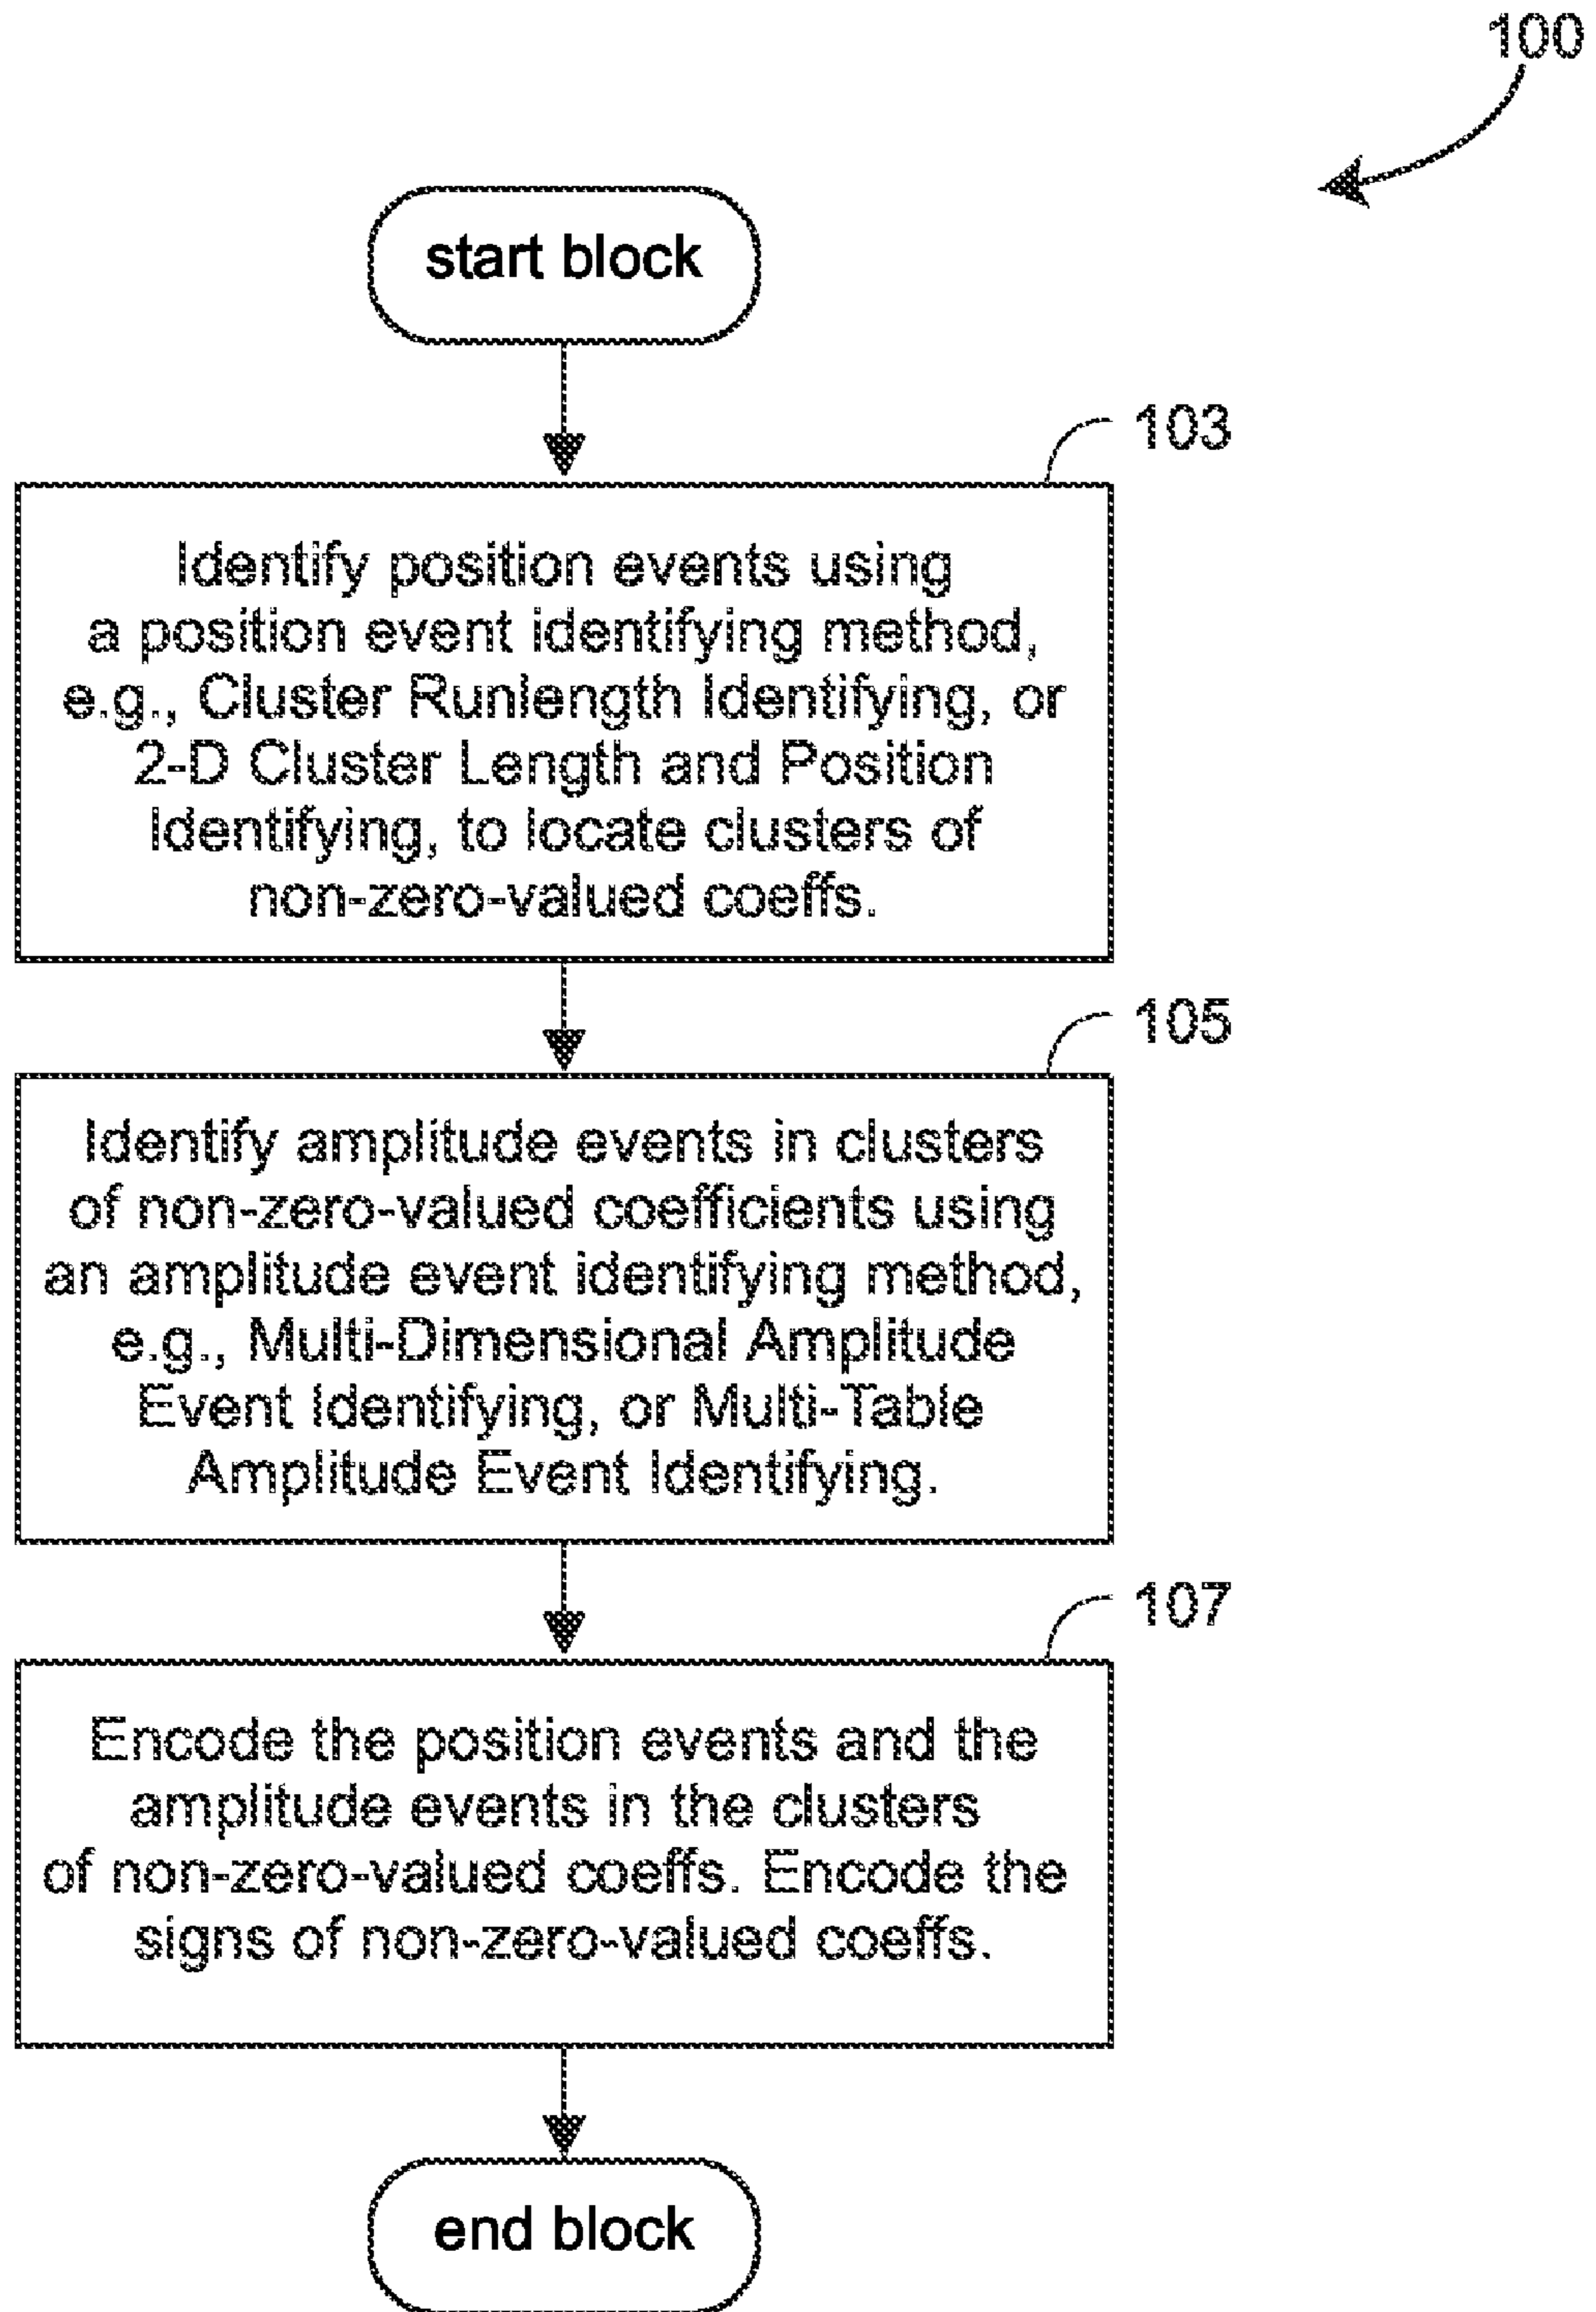 100
start block
103
Identify position events using
a position event identifying method,
e.g., Cluster Runlength Identifying, or
2-D Cluster Length and Position
Identifying, to locate clusters of
non-zero-valued coeffs.
105
Identify amplitude events in clusters
of non-zero-valued coefficients using
an amplitude event identifying method,
e.g., Multi-Dimensional Amplitude
Event Identifying, or Multi-Table
Amplitude Event Identifying.
107
Encode the position events and the
amplitude events in the clusters
of non-zero-valued coeffs. Encode the
signs of non-zero-valued coeffs.
end block